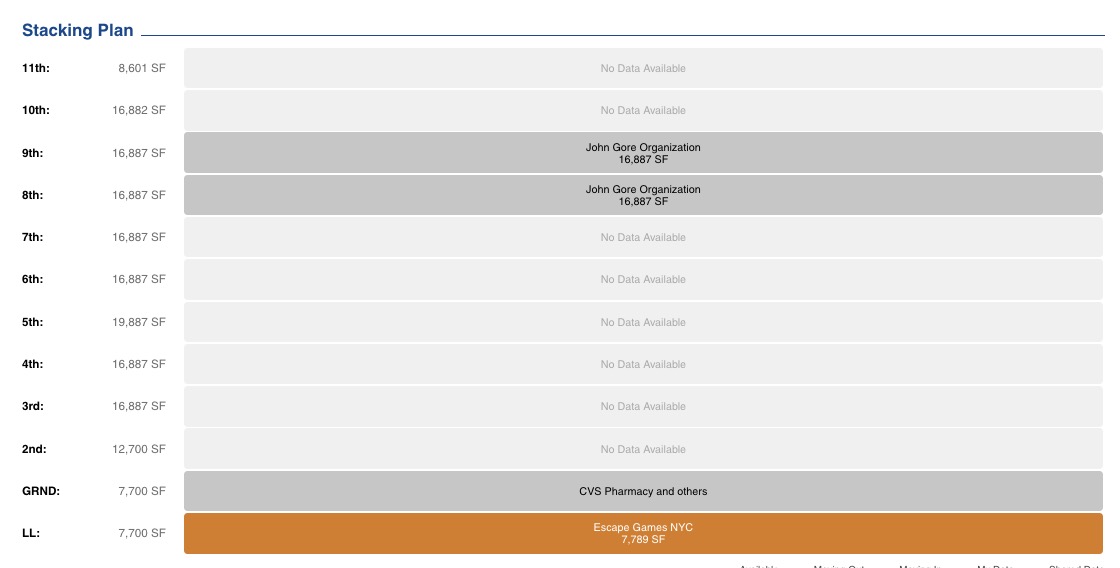 Stacking Plan
11th: 8,601 SF No Data Available
10th: 16,882 SF No Data Available
9th: 16,887 SF John Gore Organization
16,887 SF
8th: 16,887 SF John Gore Organization
16,887 SF
7th: 16,887 SF No Data Available
6th: 16,887 SF No Data Available
5th: 19,887 SF No Data Available
4th: 16,887 SF No Data Available
3rd: 16,887 SF No Data Available
2nd: 12,700 SF No Data Available
GRND: 7,700 SF CVS Pharmacy and others
LL: 7,700 SF Escape Games NYC
7,789 SF